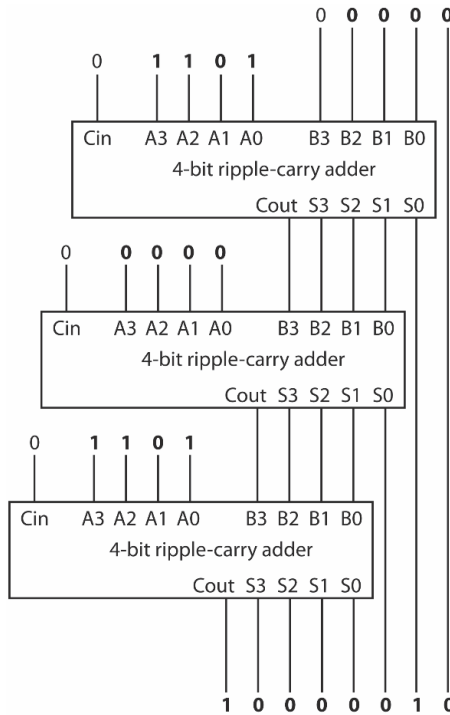 0 0 0 0 0
0 1 1 0 1
Cin A3 A2 A1 A0 B3 B2 B1 B0
4-bit ripple-carry adder
Cout S3 S2 S1 S0
0 0 0 0 0
Cin A3 A2 A1 A0 B3 B2 B1 B0
4-bit ripple-carry adder
Cout S3 S2 S1 S0
0 1 1 0 1
Cin A3 A2 A1 A0 B3 B2 B1 B0
4-bit ripple-carry adder
Cout S3 S2 S1 S0
1 0 0 0 0 0 1 0